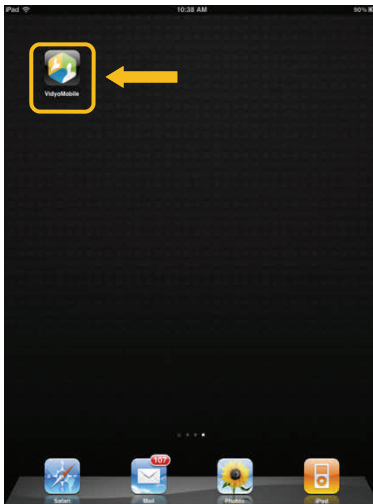 iPad
10:38 AM
90%
VidyoMobile
107
Safari
Mail
Photos
iPod